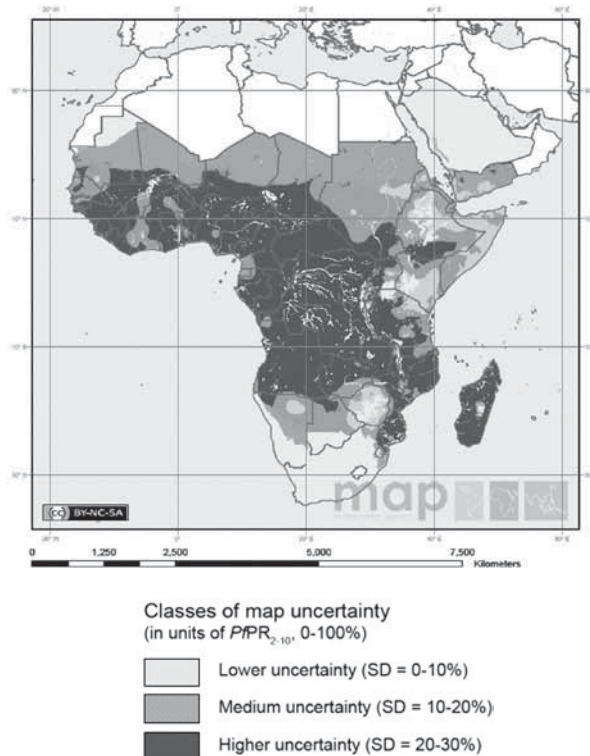 map
BY-NC-SA
0 1,250 2,500 5,000 7,500
Kilometers
Classes of map uncertainty
(in units of PfPR2-10, 0-100%)
Lower uncertainty (SD = 0-10%)
Medium uncertainty (SD = 10-20%)
Higher uncertainty (SD = 20-30%)